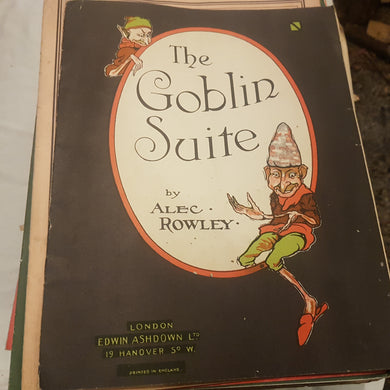 The
Goblin
Suite
by
ALEC
ROWLEY
LONDON
EDWIN ASHDOWN LTD
19 HANOVER SQ W.
PRINTED IN ENGLAND